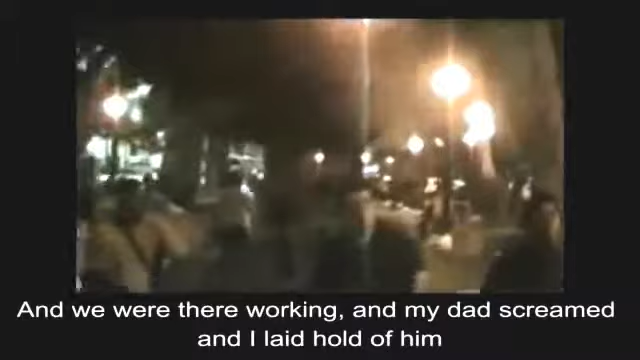 And we were there working, and my dad screamed
and I laid hold of him